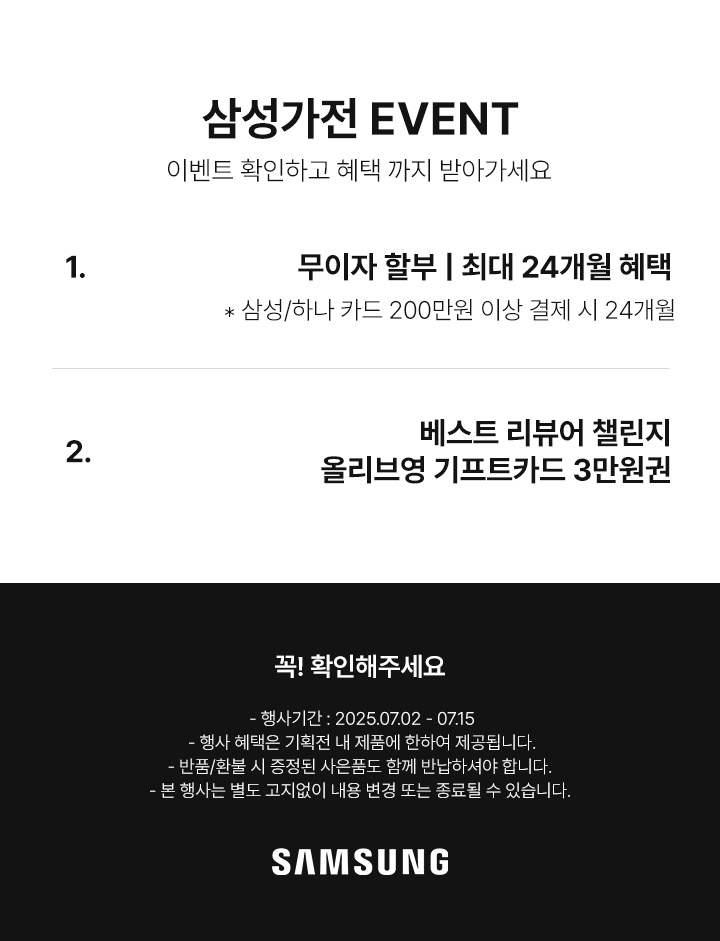 삼성가전 EVENT
이벤트 확인하고 혜택 까지 받아가세요
1.
무이자 할부 | 최대 24개월 혜택
* 삼성/하나 카드 200만원 이상 결제 시 24개월
2.
베스트 리뷰어 챌린지
올리브영 기프트카드 3만원권
꼭! 확인해주세요
- 행사기간 : 2025.07.02 - 07.15
- 행사 혜택은 기획전 내 제품에 한하여 제공됩니다.
- 반품/환불 시 증정된 사은품도 함께 반납하셔야 합니다.
- 본 행사는 별도 고지없이 내용 변경 또는 종료될 수 있습니다.
SAMSUNG